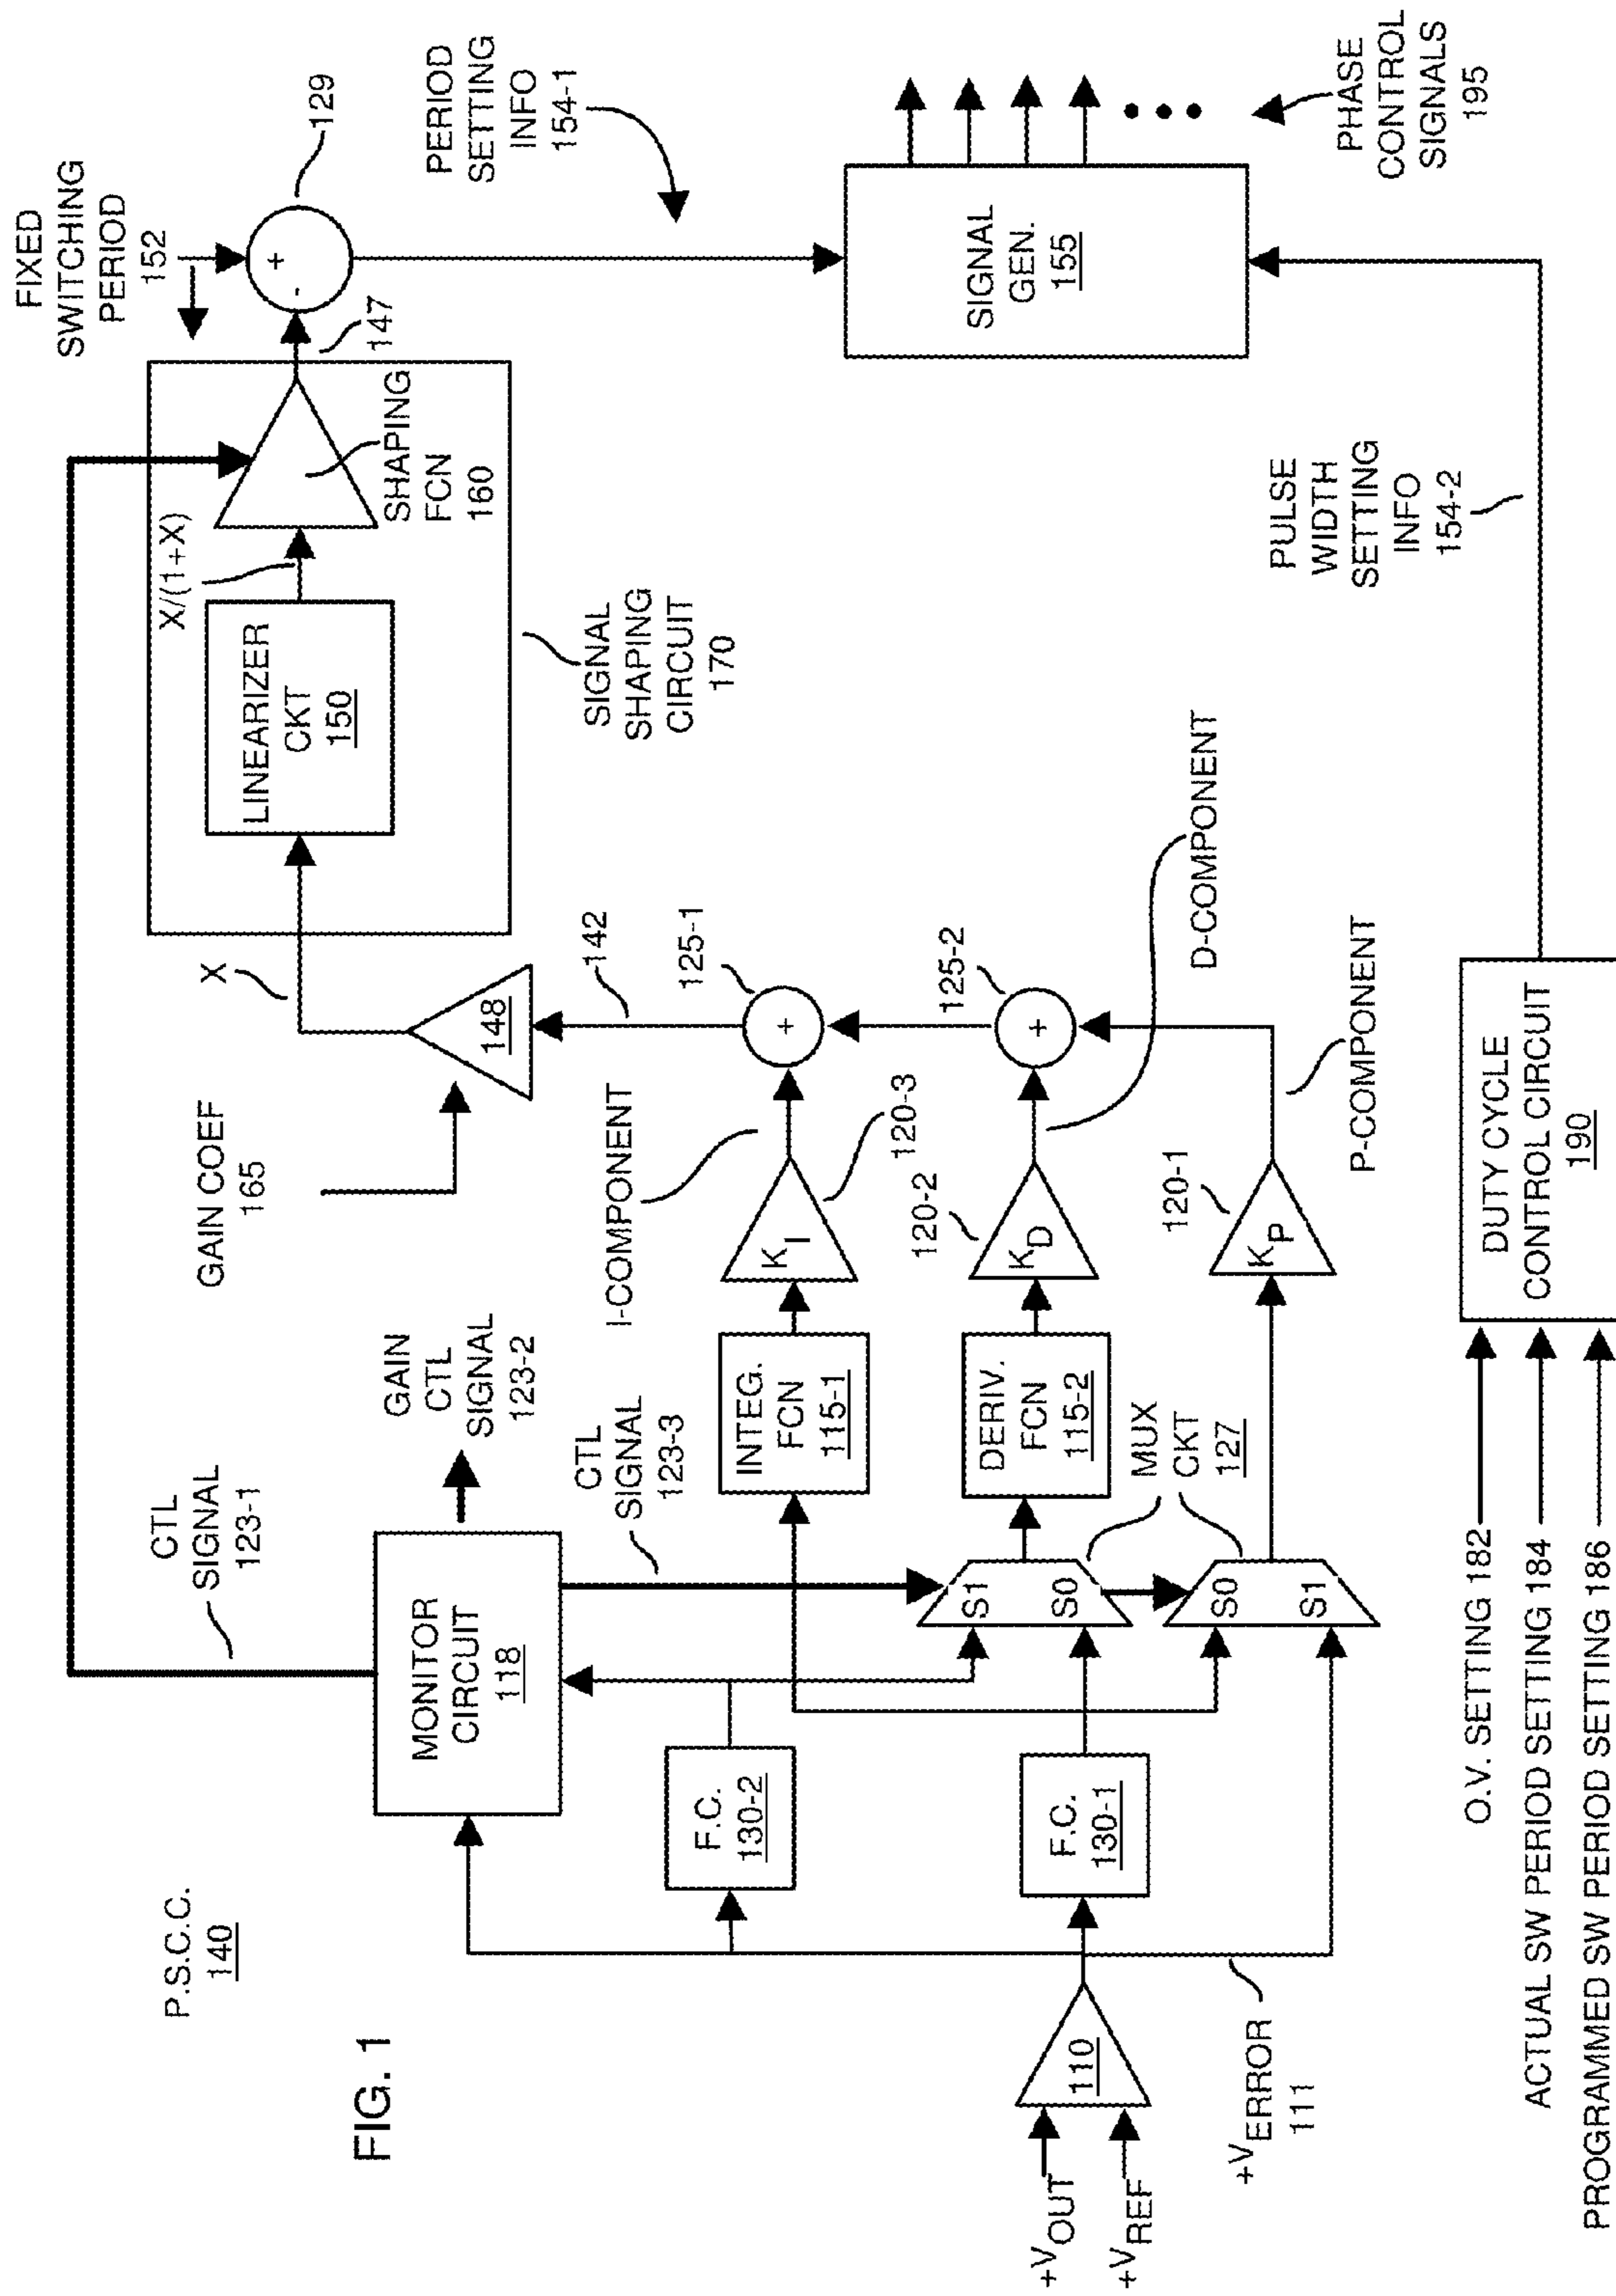 FIG. 1
P.S.C.C.
140
CTL
SIGNAL
123-1
MONITOR
CIRCUIT
118
GAIN
CTL
SIGNAL
123-2
CTL
SIGNAL
123-3
GAIN COEF
165
X
148
142
LINEARIZER
CKT
150
X/(1+X)
SHAPING
FCN
160
SIGNAL
SHAPING
CIRCUIT
170
147
FIXED
SWITCHING
PERIOD
152
+
-
129
PERIOD
SETTING
INFO
154-1
F.C.
130-2
INTEG.
FCN
115-1
K I
120-3
I-COMPONENT
+
125-1
+VOUT
+VREF
110
+VERROR
111
F.C.
130-1
S1
S0
S0
S1
MUX
CKT
127
DERIV.
FCN
115-2
KD
120-2
D-COMPONENT
+
125-2
KP
120-1
P-COMPONENT
SIGNAL
GEN.
155
PHASE
CONTROL
SIGNALS
195
PULSE
WIDTH
SETTING
INFO
154-2
DUTY CYCLE
CONTROL CIRCUIT
190
O.V. SETTING 182
ACTUAL SW PERIOD SETTING 184
PROGRAMMED SW PERIOD SETTING 186